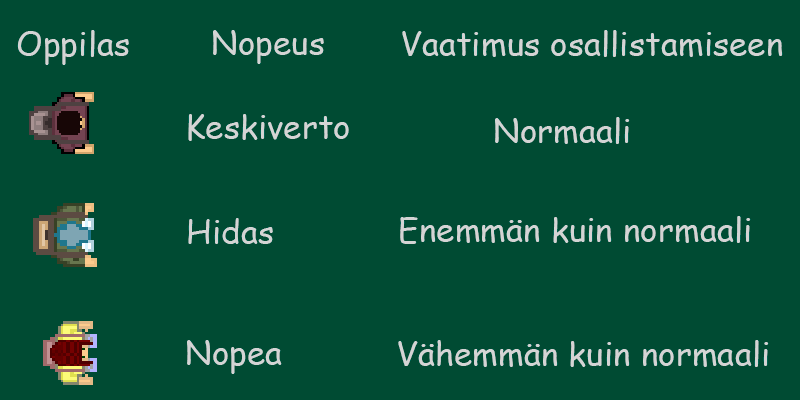 Oppilas Nopeus Vaatimus osallistamiseen
Keskiverto Normaali
Hidas Enemmän kuin normaali
Nopea Vähemmän kuin normaali